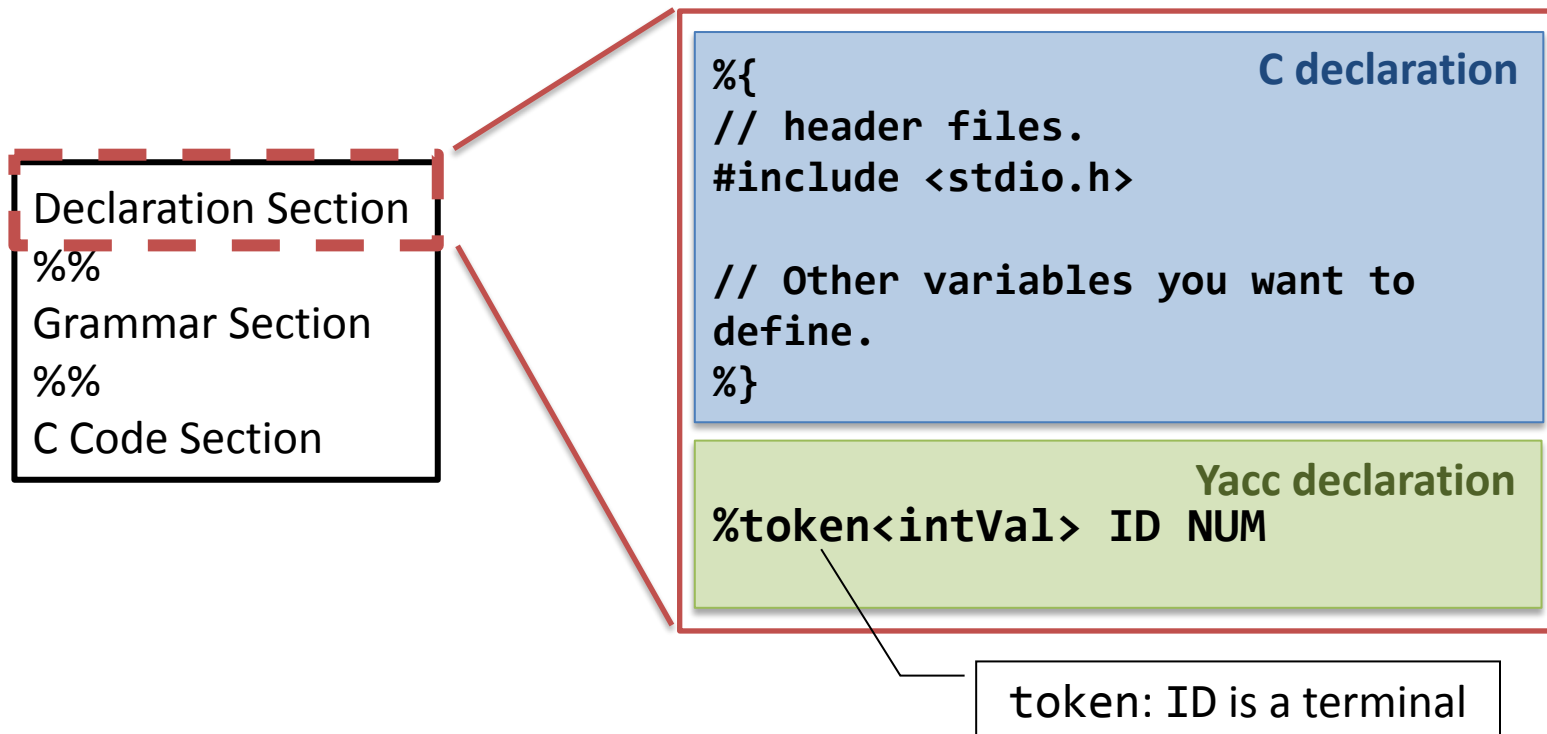 Declaration Section
%%
Grammar Section
%%
C Code Section
C declaration
%{
// header files.
#include <stdio.h>
// Other variables you want to
define.
%}
Yacc declaration
%token<intVal> ID NUM
token: ID is a terminal